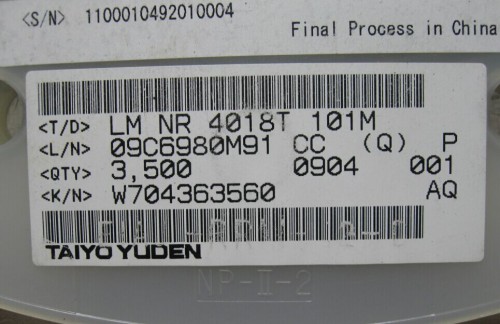 <S/N> 1100010492010004
Final Process in China
<T/D> LM NR 4018T 101M
<L/N> 09C6980M91 CC (Q) P
<QTY> 3,500 0904 001
<K/N> W704363560 AQ
TAIYO YUDEN
NP-II-2